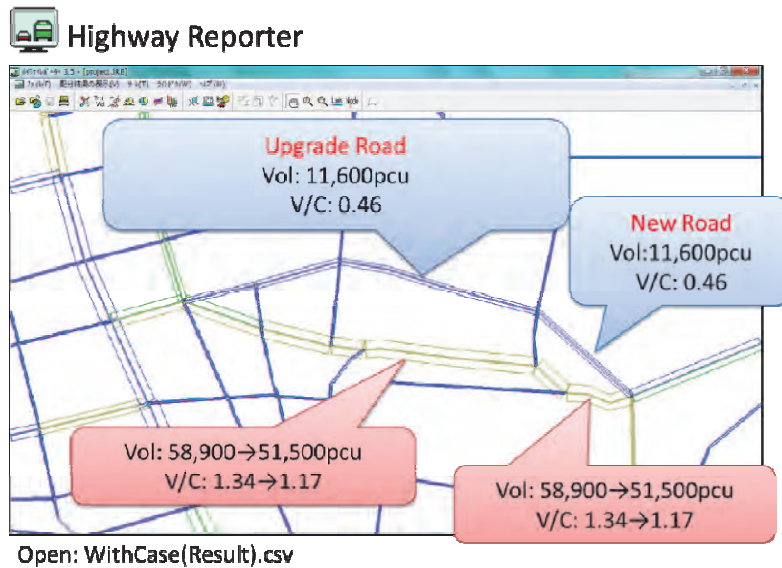 Highway Reporter
Upgrade Road
Vol: 11,600pcu
V/C: 0.46
New Road
Vol:11,600pcu
V/C: 0.46
Vol: 58,900→51,500pcu
V/C: 1.34→1.17
Vol: 58,900→51,500pcu
V/C: 1.34→1.17
Open: WithCase(Result).csv